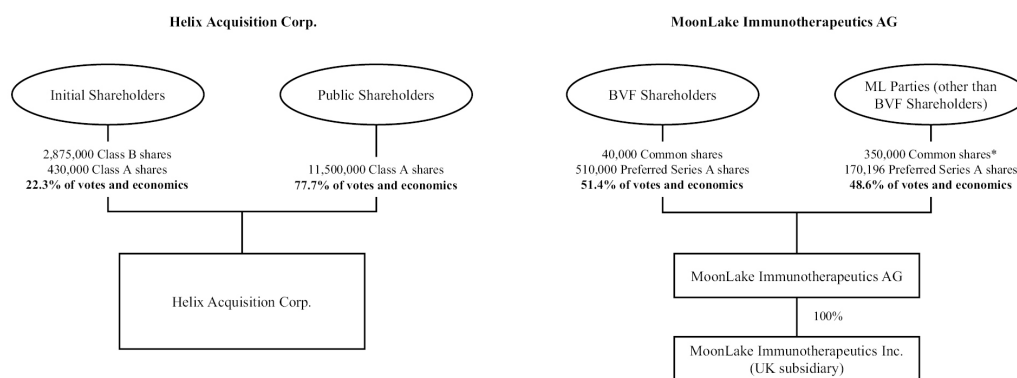 Helix Acquisition Corp.
Initial Shareholders
Public Shareholders
2,875,000 Class B shares
430,000 Class A shares
22.3% of votes and economics
11,500,000 Class A shares
77.7% of votes and economics
Helix Acquisition Corp.
MoonLake Immunotherapeutics AG
BVF Shareholders
ML Parties (other than
BVF Shareholders)
40,000 Common shares
510,000 Preferred Series A shares
51.4% of votes and economics
350,000 Common shares*
170,196 Preferred Series A shares
48.6% of votes and economics
MoonLake Immunotherapeutics AG
100%
MoonLake Immunotherapeutics Inc.
(UK subsidiary)